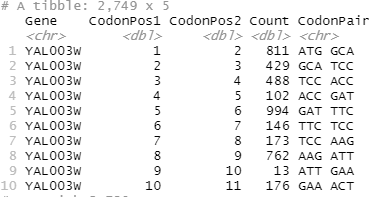 # A tibble: 2,749 x 5
Gene CodonPos1 CodonPos2 Count CodonPair
<chr> <dbl> <dbl> <dbl> <chr>
1 YAL003W 1 2 811 ATG GCA
2 YAL003W 2 3 429 GCA TCC
3 YAL003W 3 4 488 TCC ACC
4 YAL003W 4 5 102 ACC GAT
5 YAL003W 5 6 994 GAT TTC
6 YAL003W 6 7 146 TTC TCC
7 YAL003W 7 8 173 TCC AAG
8 YAL003W 8 9 762 AAG ATT
9 YAL003W 9 10 13 ATT GAA
10 YAL003W 10 11 176 GAA ACT